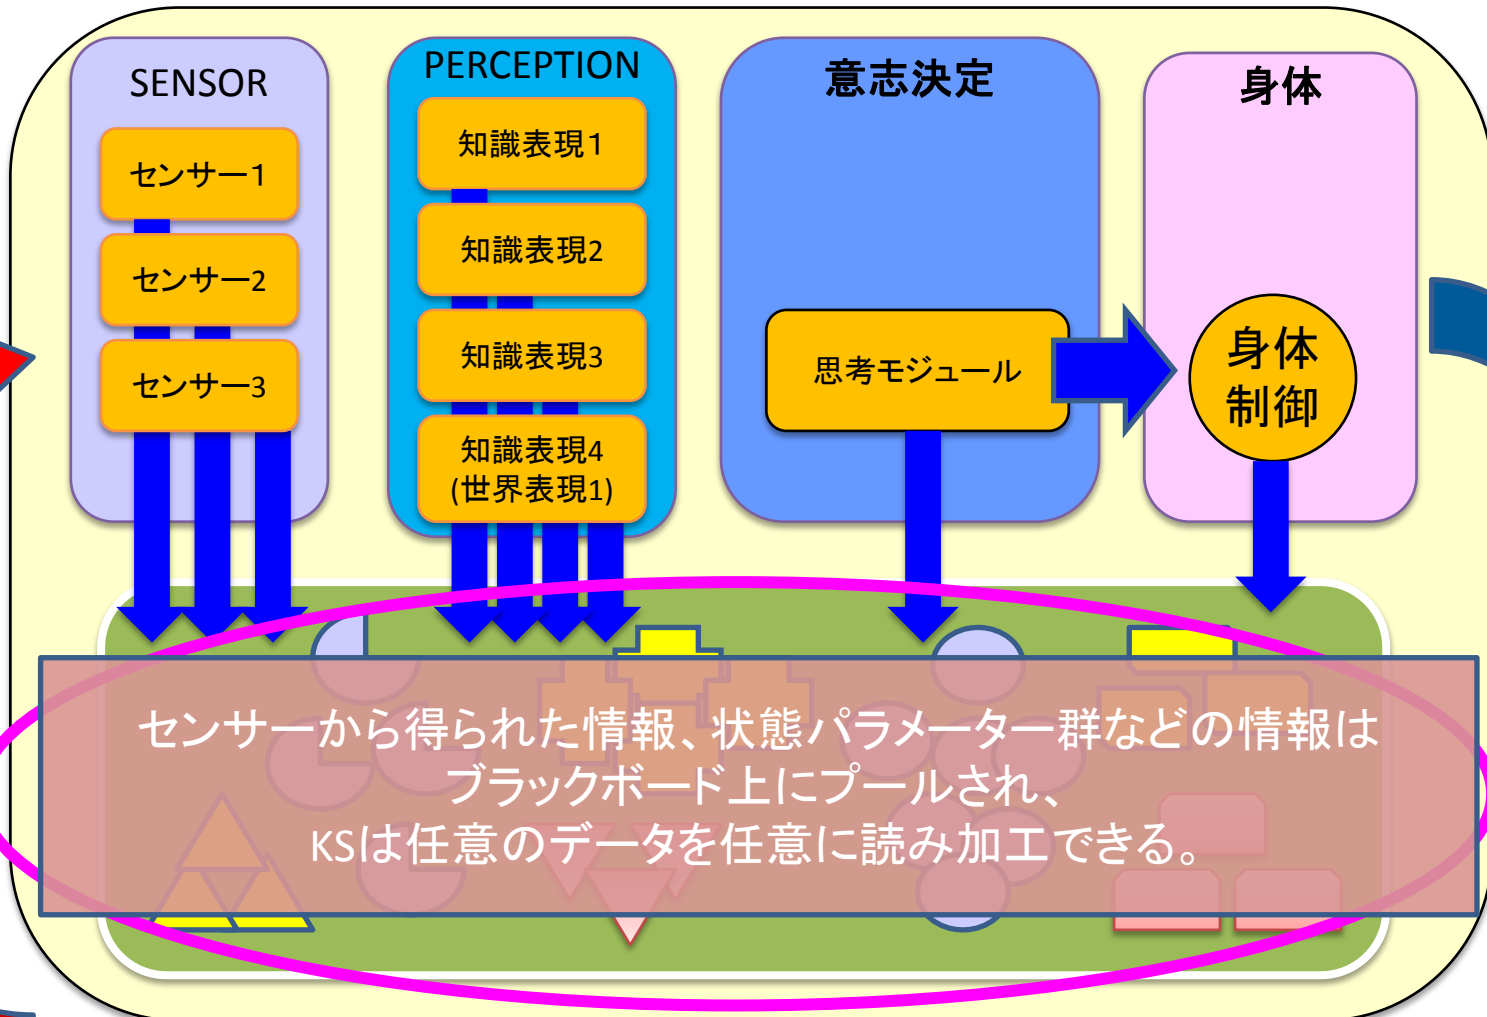 SENSOR
センサー1
センサー2
センサー3
PERCEPTION
知識表現1
知識表現2
知識表現3
知識表現4
(世界表現1)
意志決定
思考モジュール
身体
身体
制御
センサーから得られた情報、状態パラメーター群などの情報は
ブラックボード上にプールされ、
KSは任意のデータを任意に読み加工できる。